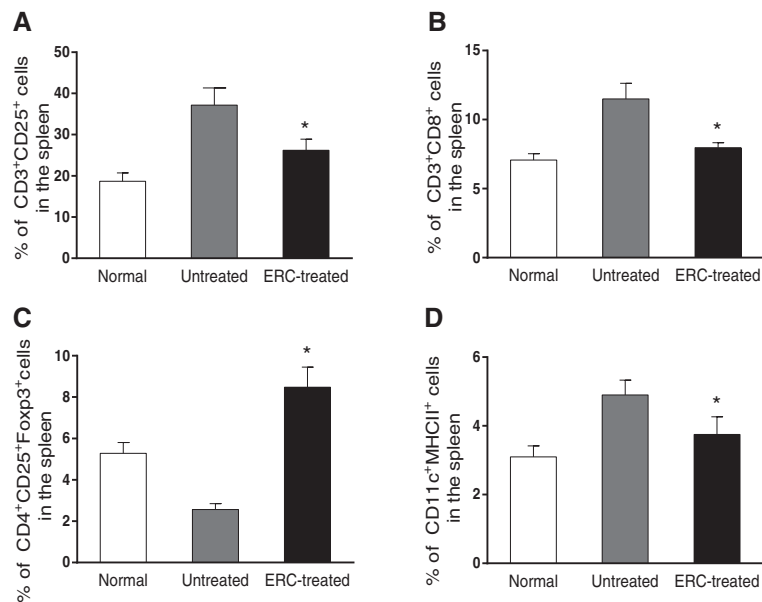 A
% of CD3⁺CD25⁺ cells
in the spleen
50
40
30
20
10
0
*
Normal Untreated ERC-treated
B
% of CD3⁺CD8⁺ cells
in the spleen
15
10
5
0
*
Normal Untreated ERC-treated
C
% of CD4⁺CD25⁺Foxp3⁺cells
in the spleen
10
8
6
4
2
0
*
Normal Untreated ERC-treated
D
% of CD11c⁺MHCII⁺ cells
in the spleen
6
4
2
0
*
Normal Untreated ERC-treated